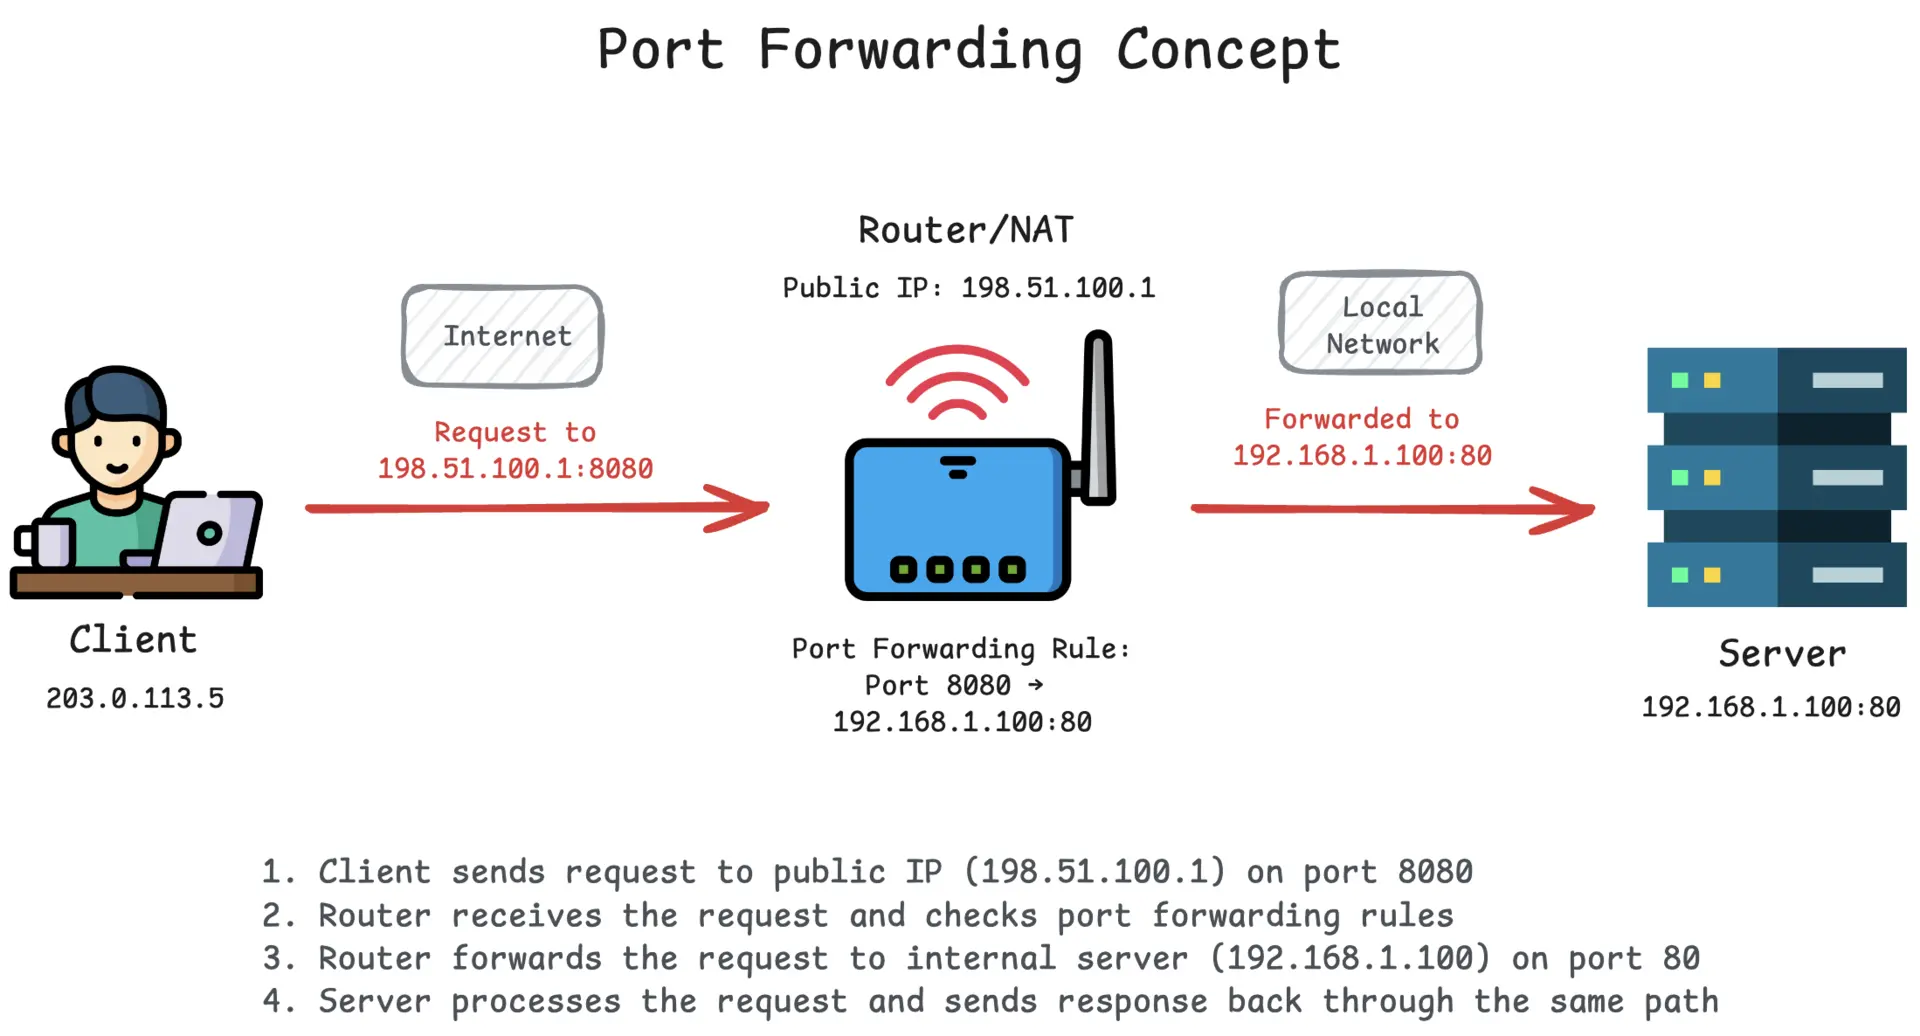 Port Forwarding Concept
Router/NAT
Public IP: 198.51.100.1
Internet
Local
Network
Request to
198.51.100.1:8080
Forwarded to
192.168.1.100:80
Client
203.0.113.5
Port Forwarding Rule:
Port 8080 →
192.168.1.100:80
Server
192.168.1.100:80
1. Client sends request to public IP (198.51.100.1) on port 8080
2. Router receives the request and checks port forwarding rules
3. Router forwards the request to internal server (192.168.1.100) on port 80
4. Server processes the request and sends response back through the same path